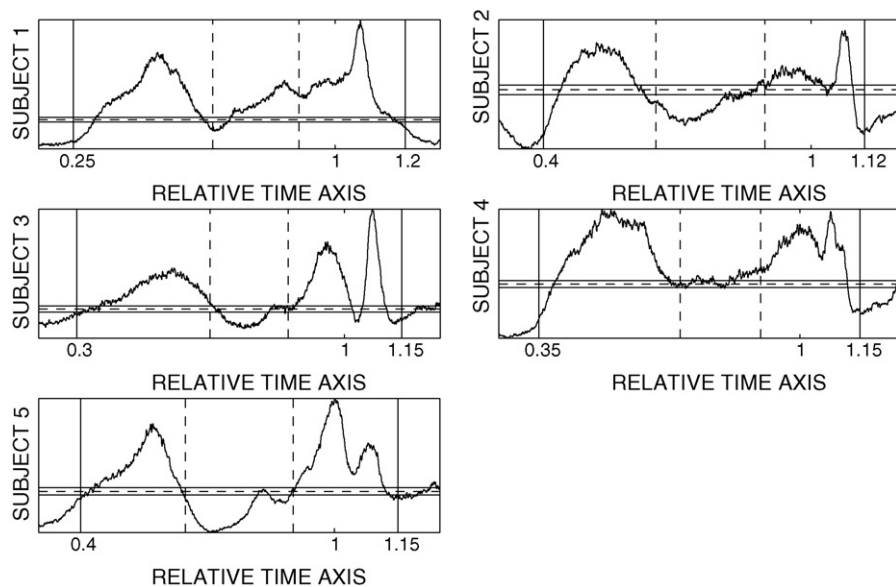 SUBJECT 1
0.25
1
1.2
RELATIVE TIME AXIS
SUBJECT 2
0.4
1
1.12
RELATIVE TIME AXIS
SUBJECT 3
0.3
1
1.15
RELATIVE TIME AXIS
SUBJECT 4
0.35
1
1.15
RELATIVE TIME AXIS
SUBJECT 5
0.4
1
1.15
RELATIVE TIME AXIS